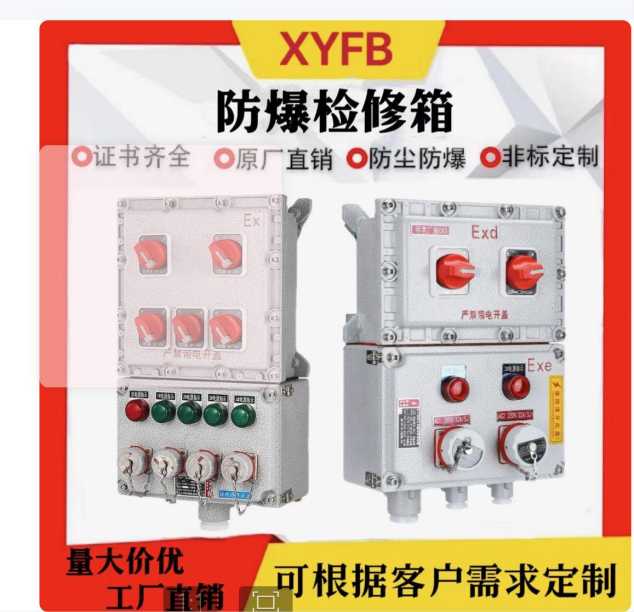 XYFB
防爆检修箱
证书齐全 原厂直销 防尘防爆 非标定制
Ex
严禁带电开盖
Exd
严禁带电开盖
Exe
量大价优
工厂直销
可根据客户需求定制